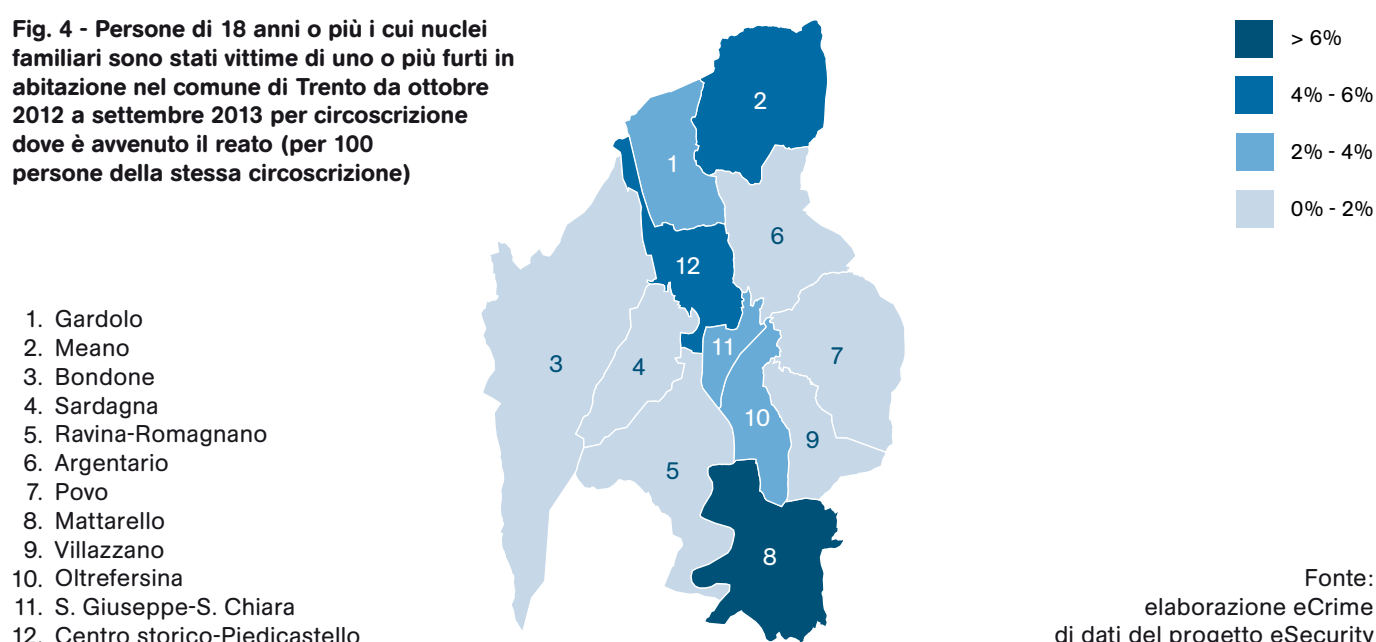 Fig. 4 - Persone di 18 anni o più i cui nuclei
familiari sono stati vittime di uno o più furti in
abitazione nel comune di Trento da ottobre
2012 a settembre 2013 per circoscrizione
dove è avvenuto il reato (per 100
persone della stessa circoscrizione)
> 6%
4% - 6%
2% - 4%
0% - 2%
2
1
6
12
11
3
4
7
10
9
5
8
1. Gardolo
2. Meano
3. Bondone
4. Sardagna
5. Ravina-Romagnano
6. Argentario
7. Povo
8. Mattarello
9. Villazzano
10. Oltrefersina
11. S. Giuseppe-S. Chiara
12. Centro storico-Piedicastello
Fonte:
elaborazione eCrime
di dati del progetto eSecurity